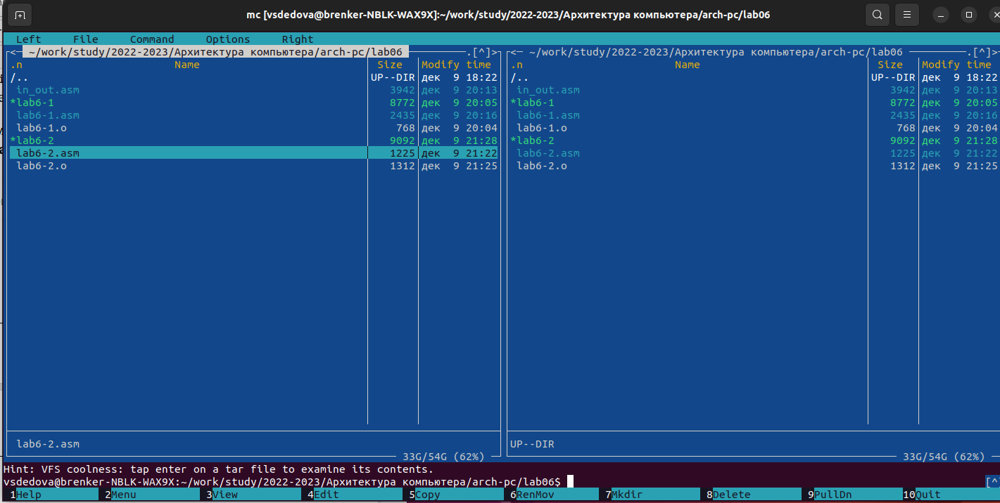 mc [vsdedova@brenker-NBLK-WAX9X]:~/work/study/2022-2023/Архитектура компьютера/arch-pc/lab06
Left File Command Options Right
<─ ~/work/study/2022-2023/Архитектура компьютера/arch-pc/lab06 ─.[^]> <─ ~/work/study/2022-2023/Архитектура компьютера/arch-pc/lab06 ─.[^]>
.n Name Size Modify time .n Name Size Modify time
/.. UP--DIR дек 9 18:22 /.. UP--DIR дек 9 18:22
in_out.asm 3942 дек 9 20:13 in_out.asm 3942 дек 9 20:13
*lab6-1 8772 дек 9 20:05 *lab6-1 8772 дек 9 20:05
lab6-1.asm 2435 дек 9 20:16 lab6-1.asm 2435 дек 9 20:16
lab6-1.o 768 дек 9 20:04 lab6-1.o 768 дек 9 20:04
*lab6-2 9092 дек 9 21:28 *lab6-2 9092 дек 9 21:28
lab6-2.asm 1225 дек 9 21:22 lab6-2.asm 1225 дек 9 21:22
lab6-2.o 1312 дек 9 21:25 lab6-2.o 1312 дек 9 21:25
lab6-2.asm UP--DIR
33G/54G (62%) 33G/54G (62%)
Hint: VFS coolness: tap enter on a tar file to examine its contents.
vsdedova@brenker-NBLK-WAX9X:~/work/study/2022-2023/Архитектура компьютера/arch-pc/lab06$ [^
1Help 2Menu 3View 4Edit 5Copy 6RenMov 7Mkdir 8Delete 9PullDn 10Quit